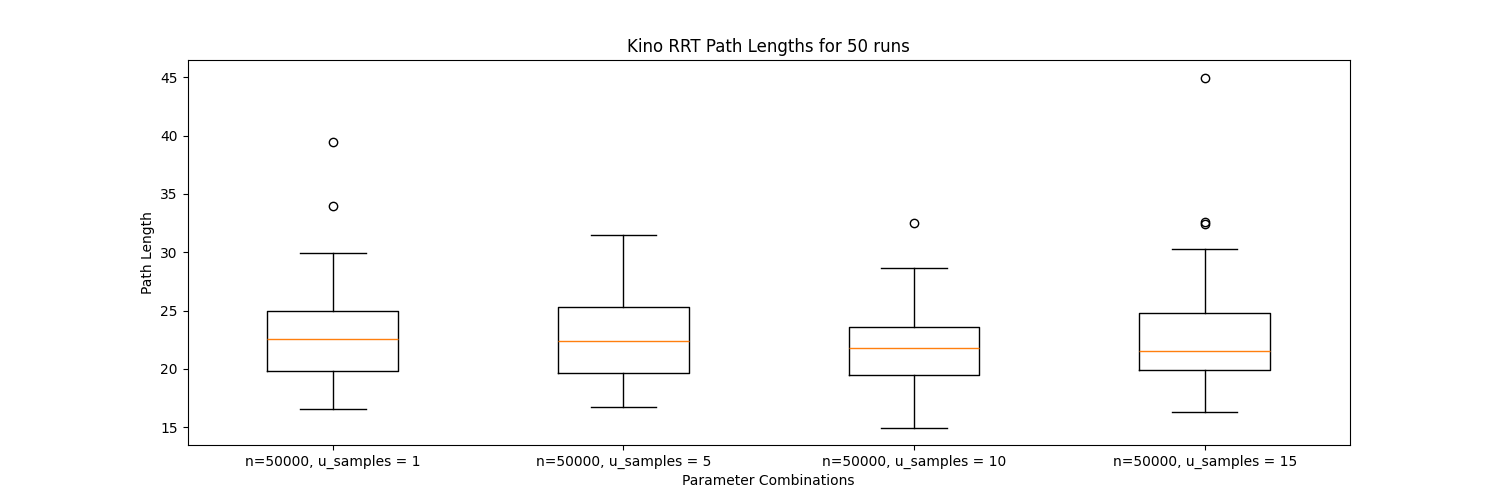 Kino RRT Path Lengths for 50 runs
45
40
35
30
25
20
15
Path Length
n=50000, u_samples = 1
n=50000, u_samples = 5
n=50000, u_samples = 10
n=50000, u_samples = 15
Parameter Combinations